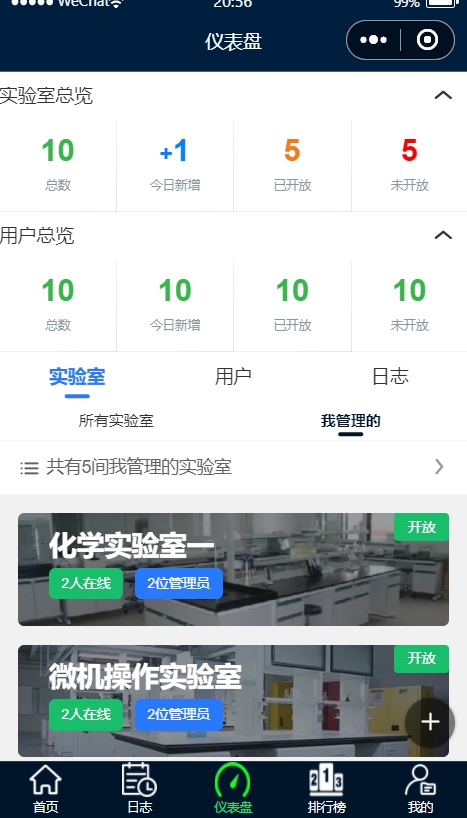 WeChat 20:56 99%
仪表盘
实验室总览
10 +1 5 5
总数 今日新增 已开放 未开放
用户总览
10 10 10 10
总数 今日新增 已开放 未开放
实验室 用户 日志
所有实验室 我管理的
共有5间我管理的实验室
开放
化学实验室一
2人在线 2位管理员
开放
微机操作实验室
2人在线 2位管理员
+
1 2 3
首页 日志 仪表盘 排行榜 我的